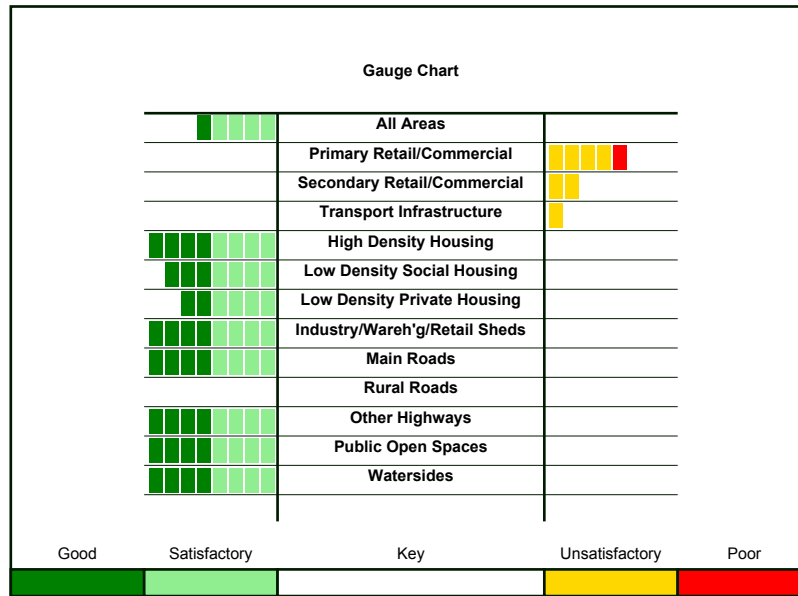 Gauge Chart
All Areas
Primary Retail/Commercial
Secondary Retail/Commercial
Transport Infrastructure
High Density Housing
Low Density Social Housing
Low Density Private Housing
Industry/Wareh'g/Retail Sheds
Main Roads
Rural Roads
Other Highways
Public Open Spaces
Watersides
Good Satisfactory Key Unsatisfactory Poor